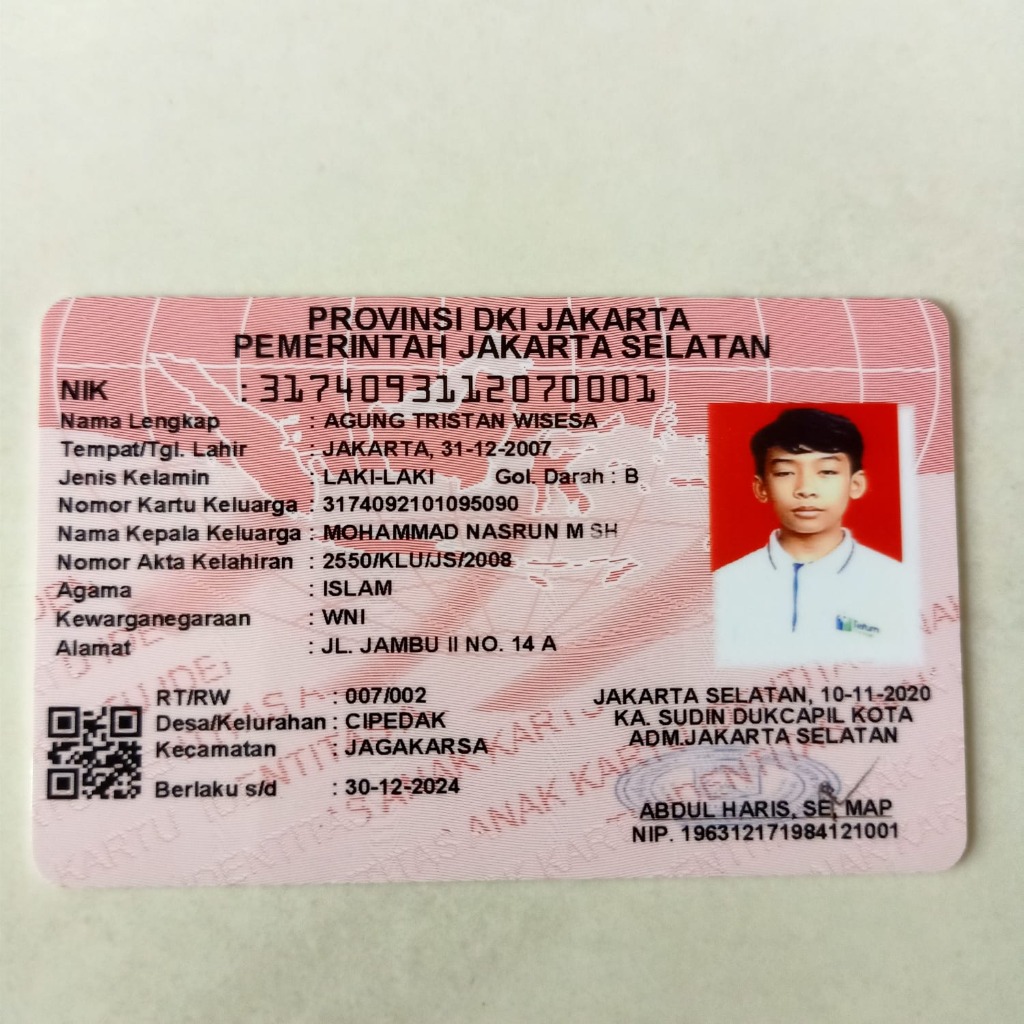 PROVINSI DKI JAKARTA
PEMERINTAH JAKARTA SELATAN
NIK : 3174093112070001
Nama Lengkap : AGUNG TRISTAN WISESA
Tempat/Tgl. Lahir : JAKARTA, 31-12-2007
Jenis Kelamin : LAKI-LAKI Gol. Darah : B
Nomor Kartu Keluarga : 3174092101095090
Nama Kepala Keluarga : MOHAMMAD NASRUN M SH
Nomor Akta Kelahiran : 2550/KLU/JS/2008
Agama : ISLAM
Kewarganegaraan : WNI
Alamat : JL. JAMBU II NO. 14 A
RT/RW : 007/002
Desa/Kelurahan : CIPEDAK
Kecamatan : JAGAKARSA
Berlaku s/d : 30-12-2024
JAKARTA SELATAN, 10-11-2020
KA. SUDIN DUKCAPIL KOTA
ADM.JAKARTA SELATAN
ABDUL HARIS, SE, MAP
NIP. 196312171984121001